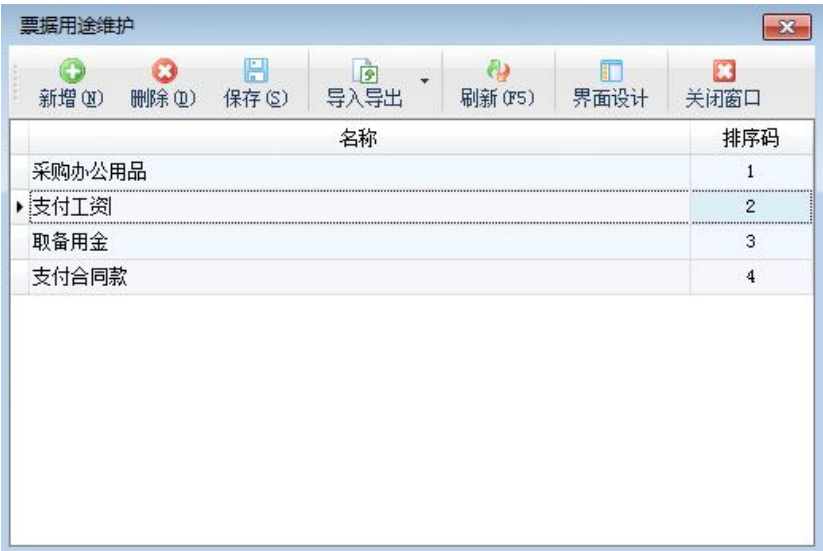 票据用途维护
新增(N) 删除(D) 保存(S) 导入导出 刷新(F5) 界面设计 关闭窗口
名称 排序码
采购办公用品 1
支付工资 2
取备用金 3
支付合同款 4